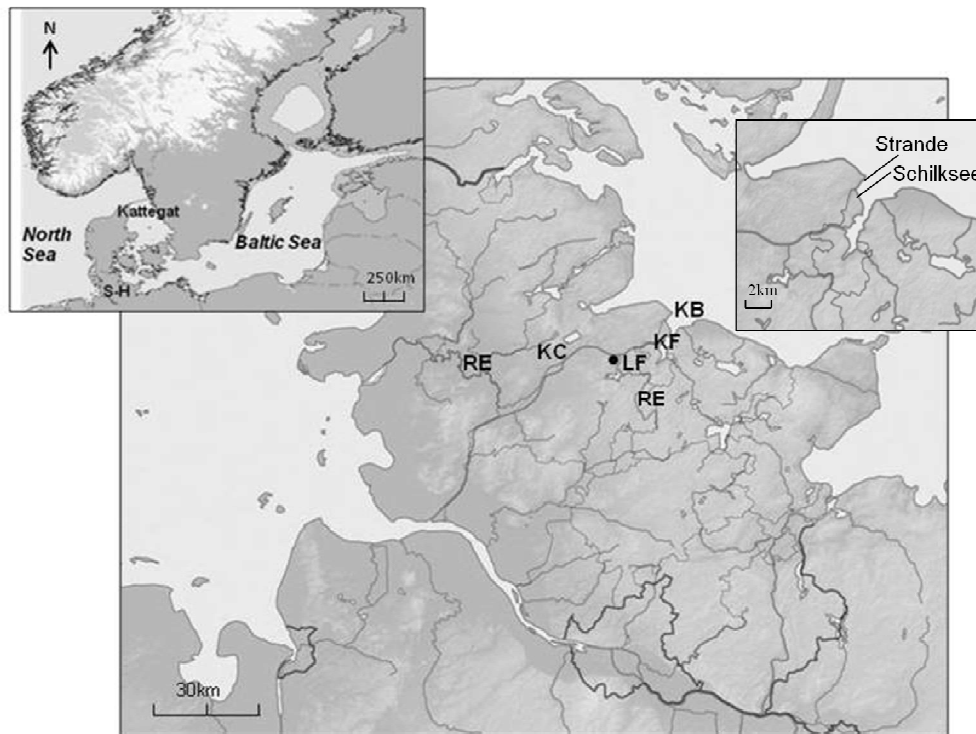 N
Kattegat
North
Sea
Baltic Sea
S-H
250km
Strande
Schilksee
2km
KB
KF
KC
RE
LF
RE
30km